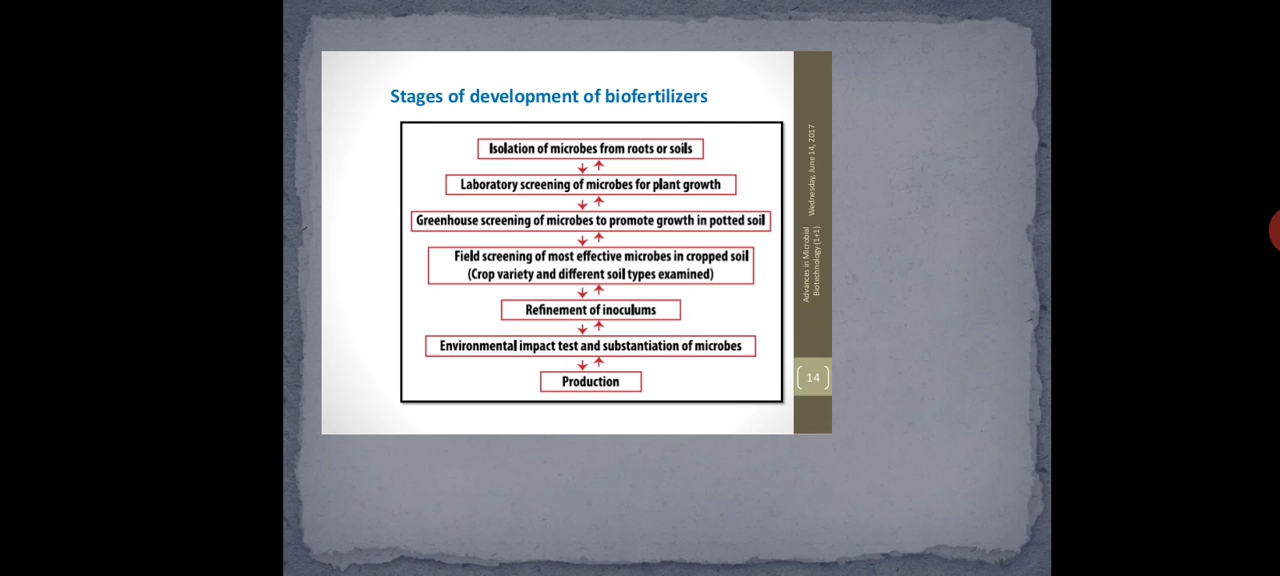 Stages of development of biofertilizers
Isolation of microbes from roots or soils
Laboratory screening of microbes for plant growth
Greenhouse screening of microbes to promote growth in potted soil
Field screening of most effective microbes in cropped soil
(Crop variety and different soil types examined)
Refinement of inoculums
Environmental impact test and substantiation of microbes
Production
Wednesday, June 14, 2017
Advances in Microbial
Biotechnology (1+1)
14